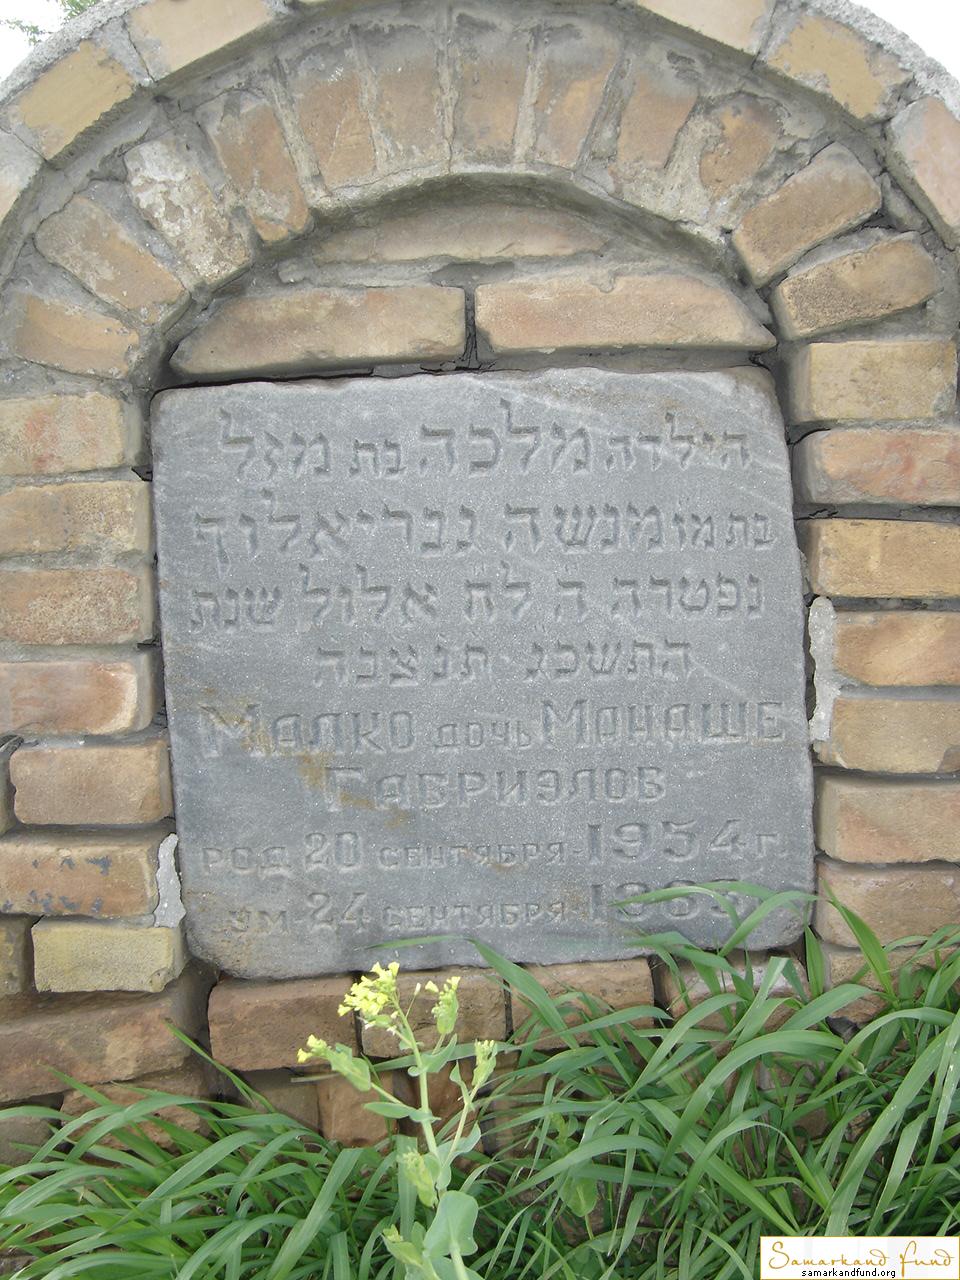 הילדה מלכה בת מזל
בת מו מנשה גבריאלוף
נפטרה ה לח אלול שנת
התשכג תנצבה
Малко дочь Монаше
Габриэлов
род 20 сентября - 1954 г.
ум 24 сентября - 1963
Samarkand Fund
samarkandfund.org